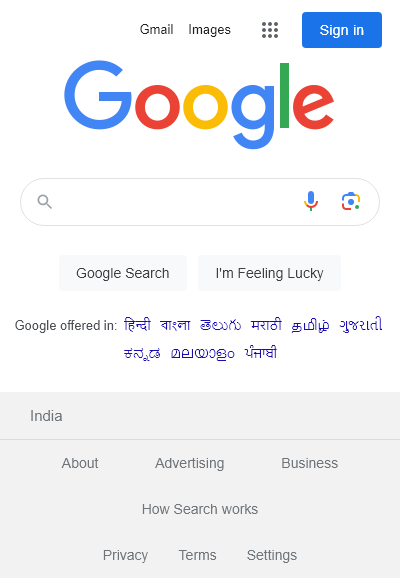 Gmail Images Sign in
Google
Google Search I'm Feeling Lucky
Google offered in: हिन्दी বাংলা తెలుగు मराठी தமிழ் ગુજરાતી
ಕನ್ನಡ മലയാളം ਪੰਜਾਬੀ
India
About Advertising Business
How Search works
Privacy Terms Settings